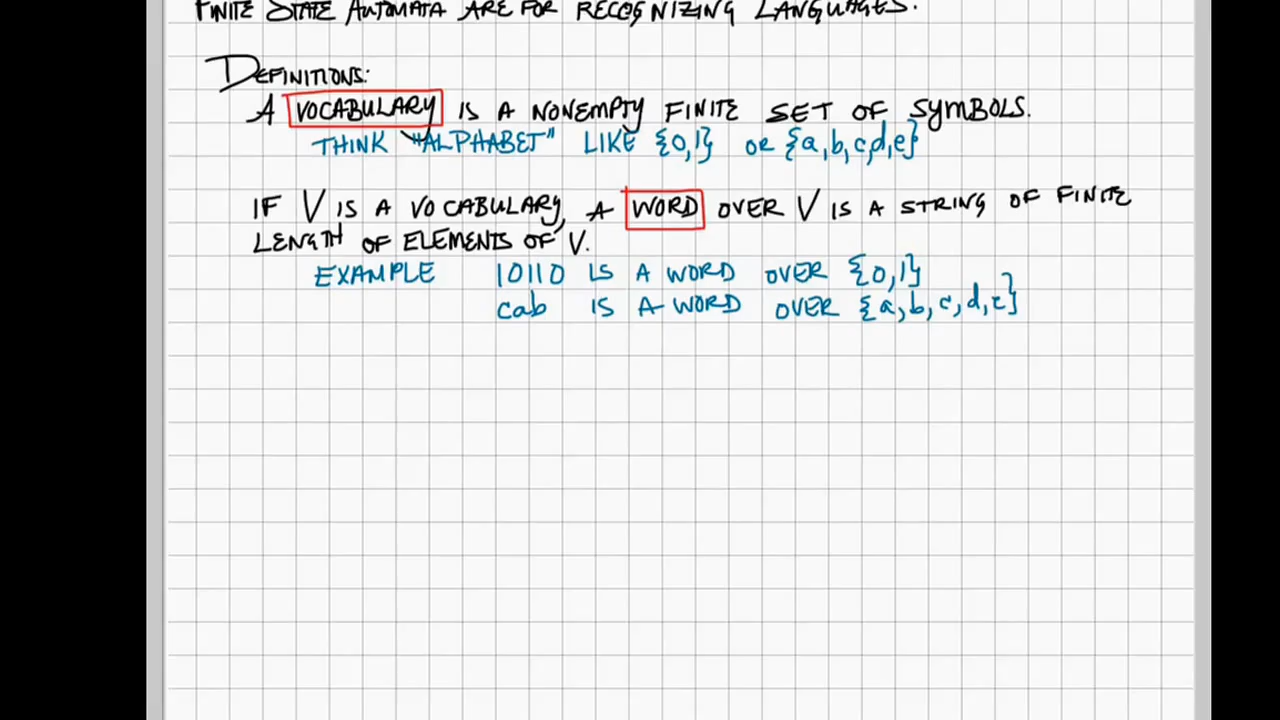 FINITE STATE AUTOMATA ARE FOR RECOGNIZING LANGUAGES.
DEFINITIONS:
A VOCABULARY IS A NONEMPTY FINITE SET OF SYMBOLS.
THINK "ALPHABET" LIKE {0,1} OR {a,b,c,d,e}
IF V IS A VOCABULARY, A WORD OVER V IS A STRING OF FINITE
LENGTH OF ELEMENTS OF V.
EXAMPLE 10110 IS A WORD OVER {0,1}
cab IS A WORD OVER {a,b,c,d,e}